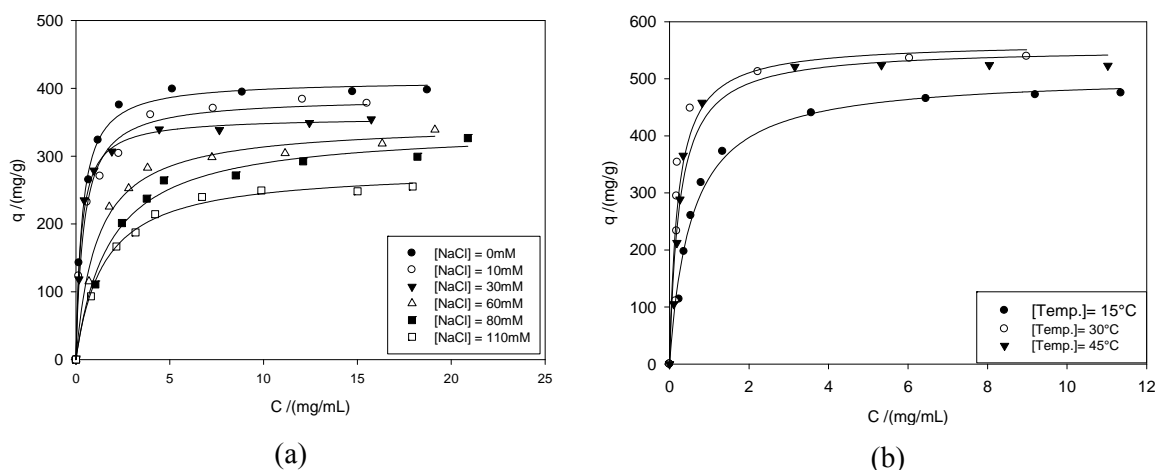 500
400
300
200
100
0
q /(mg/g)
0 5 10 15 20 25
C /(mg/mL)
[NaCl] = 0mM
[NaCl] = 10mM
[NaCl] = 30mM
[NaCl] = 60mM
[NaCl] = 80mM
[NaCl] = 110mM
(a)
600
500
400
300
200
100
0
q /(mg/g)
0 2 4 6 8 10 12
C /(mg/mL)
[Temp.]= 15°C
[Temp.]= 30°C
[Temp.]= 45°C
(b)